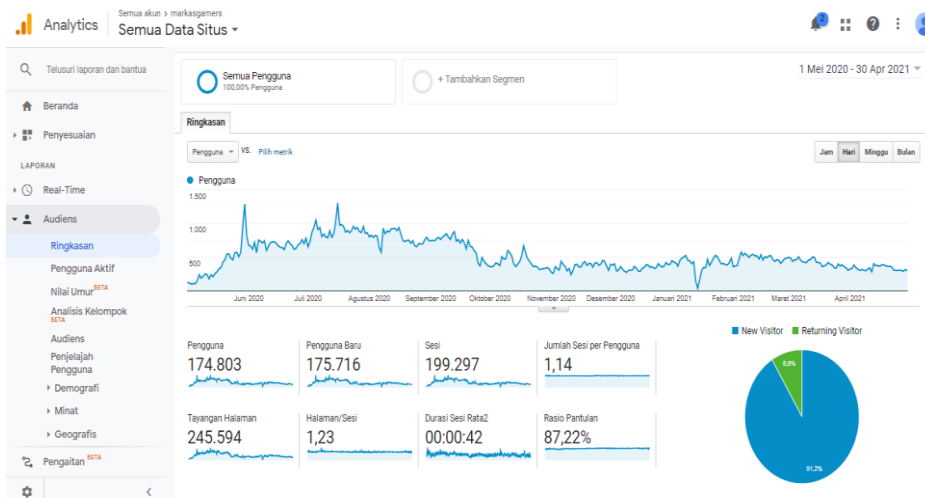 Analytics
Semua akun > markasgamers
Semua Data Situs
2
Telusuri laporan dan bantua
Beranda
Penyesuaian
LAPORAN
Real-Time
Audiens
Ringkasan
Pengguna Aktif
Nilai Umur BETA
Analisis Kelompok
BETA
Audiens
Penjelajah
Pengguna
Demografi
Minat
Geografis
Pengaitan BETA
Semua Pengguna
100,00% Pengguna
+ Tambahkan Segmen
1 Mei 2020 - 30 Apr 2021
Ringkasan
Pengguna VS. Pilih metrik
Jam Hari Minggu Bulan
Pengguna
1.500
1.000
500
Juni 2020 Juli 2020 Agustus 2020 September 2020 Oktober 2020 November 2020 Desember 2020 Januari 2021 Februari 2021 Maret 2021 April 2021
Pengguna
174.803
Pengguna Baru
175.716
Sesi
199.297
Jumlah Sesi per Pengguna
1,14
Tayangan Halaman
245.594
Halaman/Sesi
1,23
Durasi Sesi Rata2
00:00:42
Rasio Pantulan
87,22%
New Visitor Returning Visitor
8,8%
91,2%